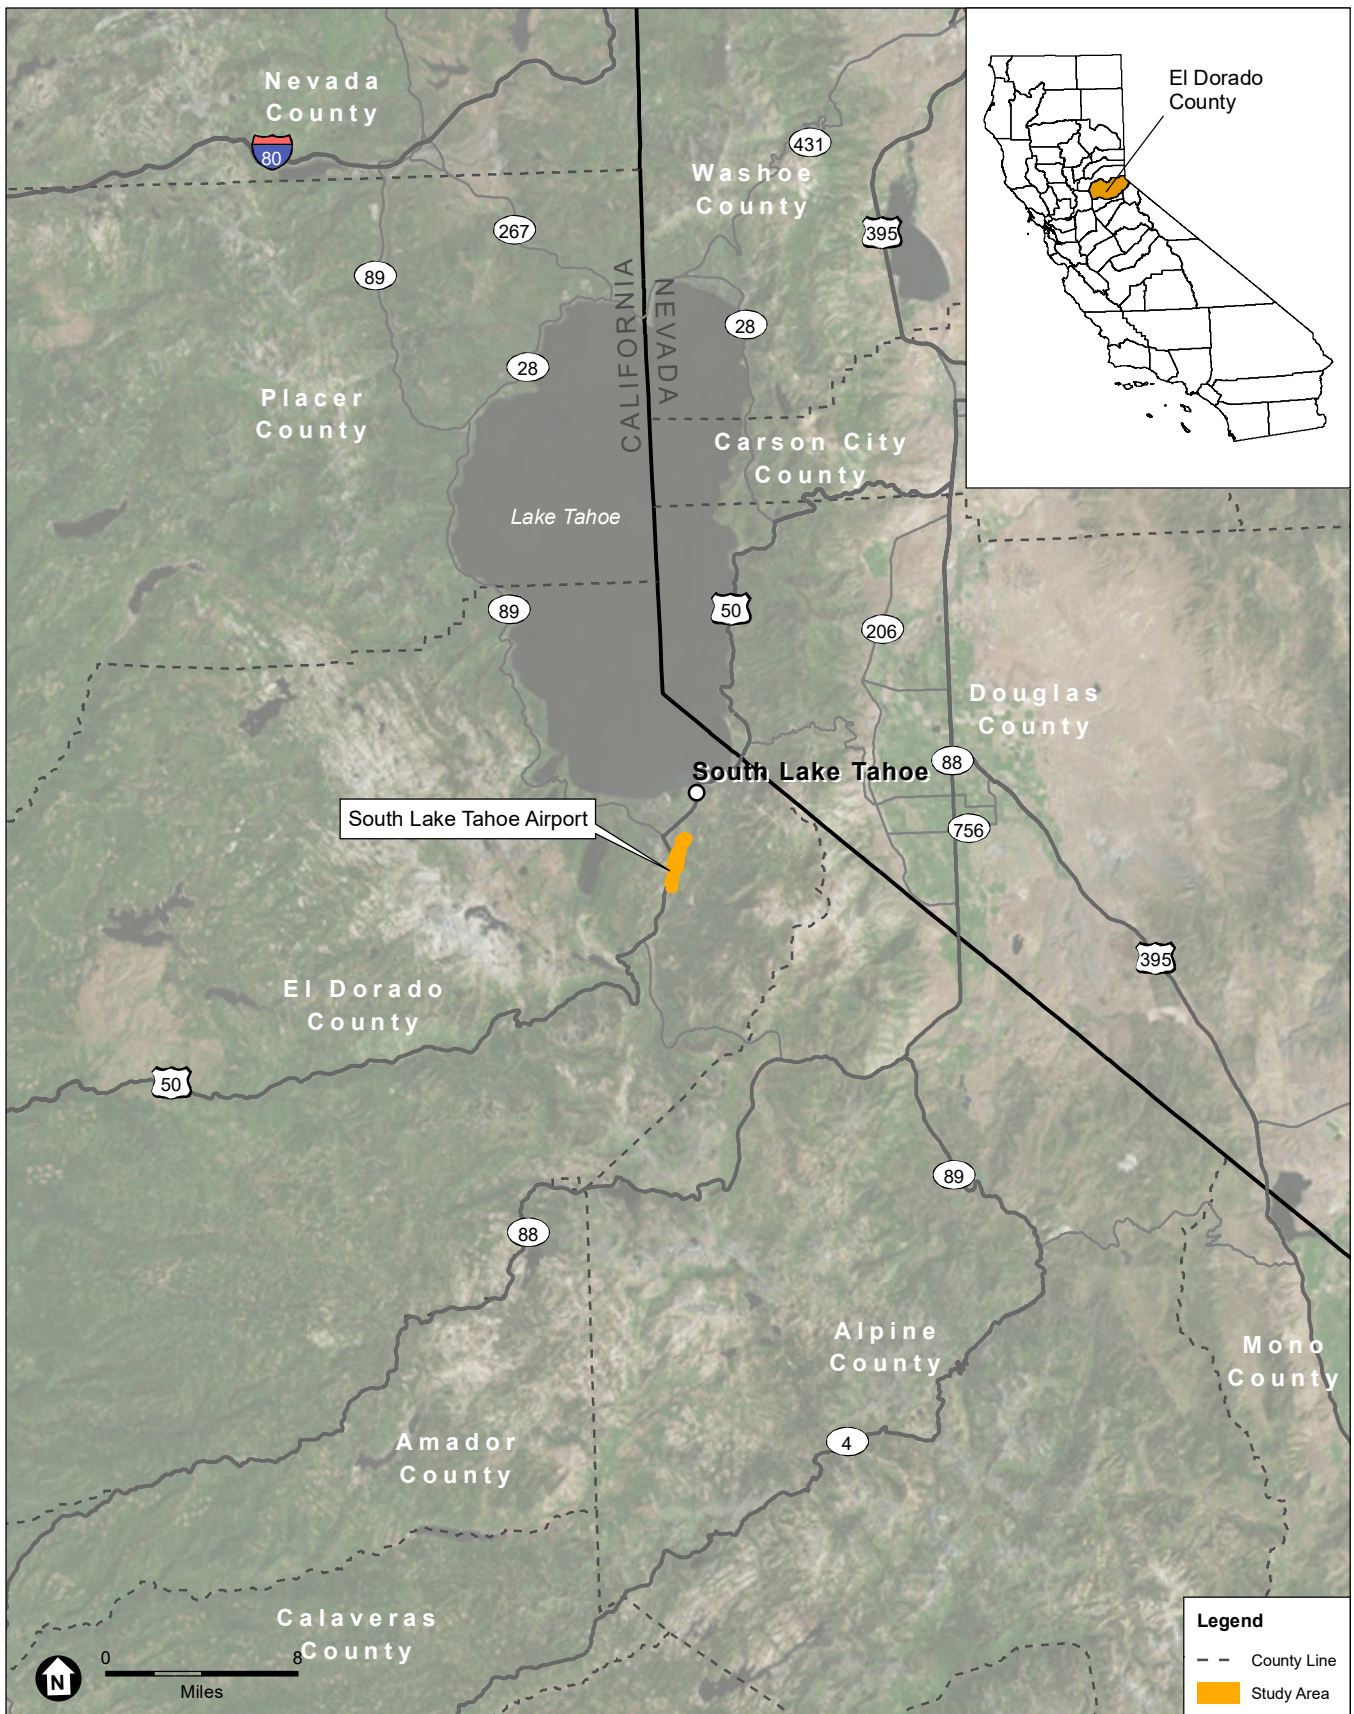 Nevada
County
80
Washoe
County
431
El Dorado
County
267
395
89
CALIFORNIA
NEVADA
28
28
Placer
County
Carson City
County
Lake Tahoe
89
50
206
Douglas
County
88
South Lake Tahoe
South Lake Tahoe Airport
756
395
El Dorado
County
50
89
88
Alpine
County
Mono
County
Amador
County
4
Calaveras
County
0
8
Miles
N
Legend
County Line
Study Area